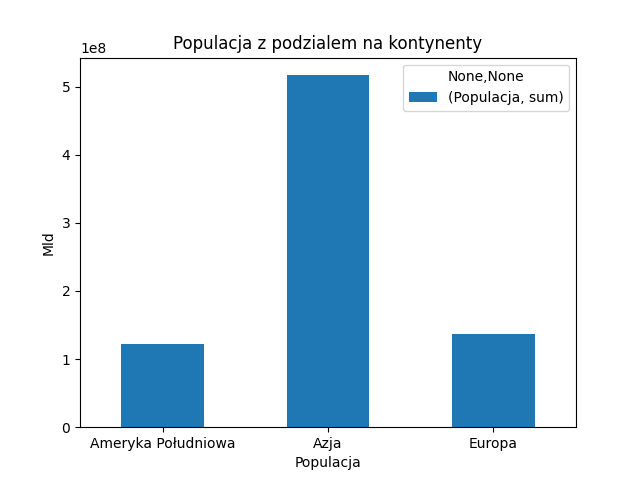 Populacja z podzialem na kontynenty
1e8
None,None
(Populacja, sum)
5
4
3
2
1
0
Mld
Ameryka Południowa Azja Europa
Populacja